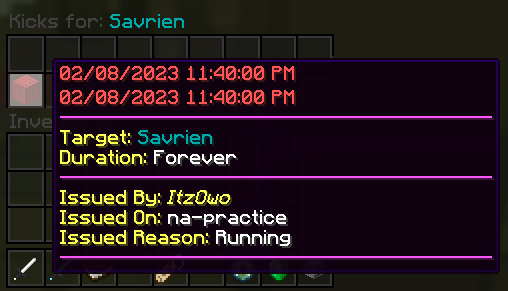 Kicks for: Savrien
02/08/2023 11:40:00 PM
02/08/2023 11:40:00 PM
Inve
Target: Savrien
Duration: Forever
Issued By: ItzOwo
Issued On: na-practice
Issued Reason: Running